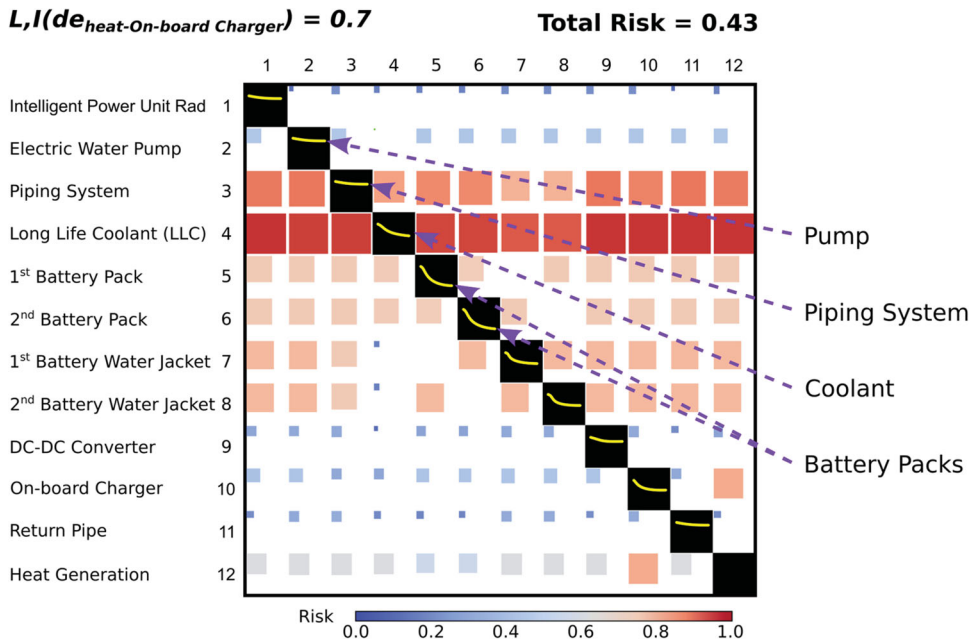 L,I(de_heat-On-board Charger) = 0.7 Total Risk = 0.43
1 2 3 4 5 6 7 8 9 10 11 12
Intelligent Power Unit Rad 1
Electric Water Pump 2
Piping System 3
Long Life Coolant (LLC) 4
1st Battery Pack 5
2nd Battery Pack 6
1st Battery Water Jacket 7
2nd Battery Water Jacket 8
DC-DC Converter 9
On-board Charger 10
Return Pipe 11
Heat Generation 12
Pump
Piping System
Coolant
Battery Packs
Risk
0.0 0.2 0.4 0.6 0.8 1.0